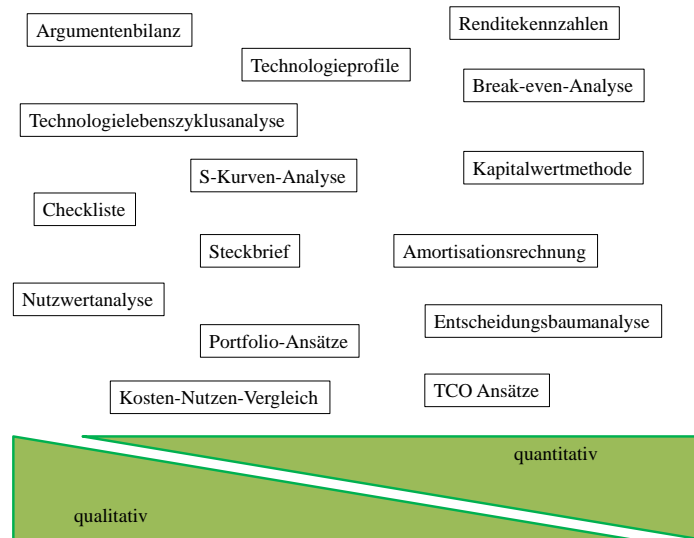 Argumentenbilanz
Renditekennzahlen
Technologieprofile
Break-even-Analyse
Technologielebenszyklusanalyse
S-Kurven-Analyse
Kapitalwertmethode
Checkliste
Steckbrief
Amortisationsrechnung
Nutzwertanalyse
Entscheidungsbaumanalyse
Portfolio-Ansätze
Kosten-Nutzen-Vergleich
TCO Ansätze
quantitativ
qualitativ